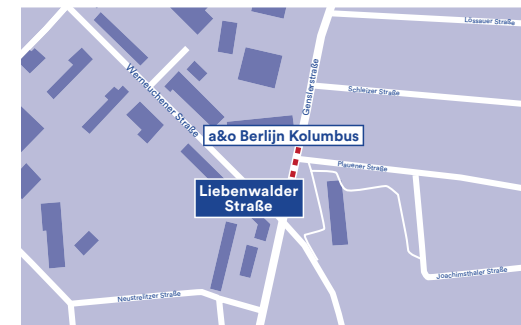 Lössauer Straße
Genslerstraße
Werneuchener Straße
Schleizer Straße
a&o Berlijn Kolumbus
Plauener Straße
Liebenwalder
Straße
Joachimsthaler Straße
Neustrelitzer Straße